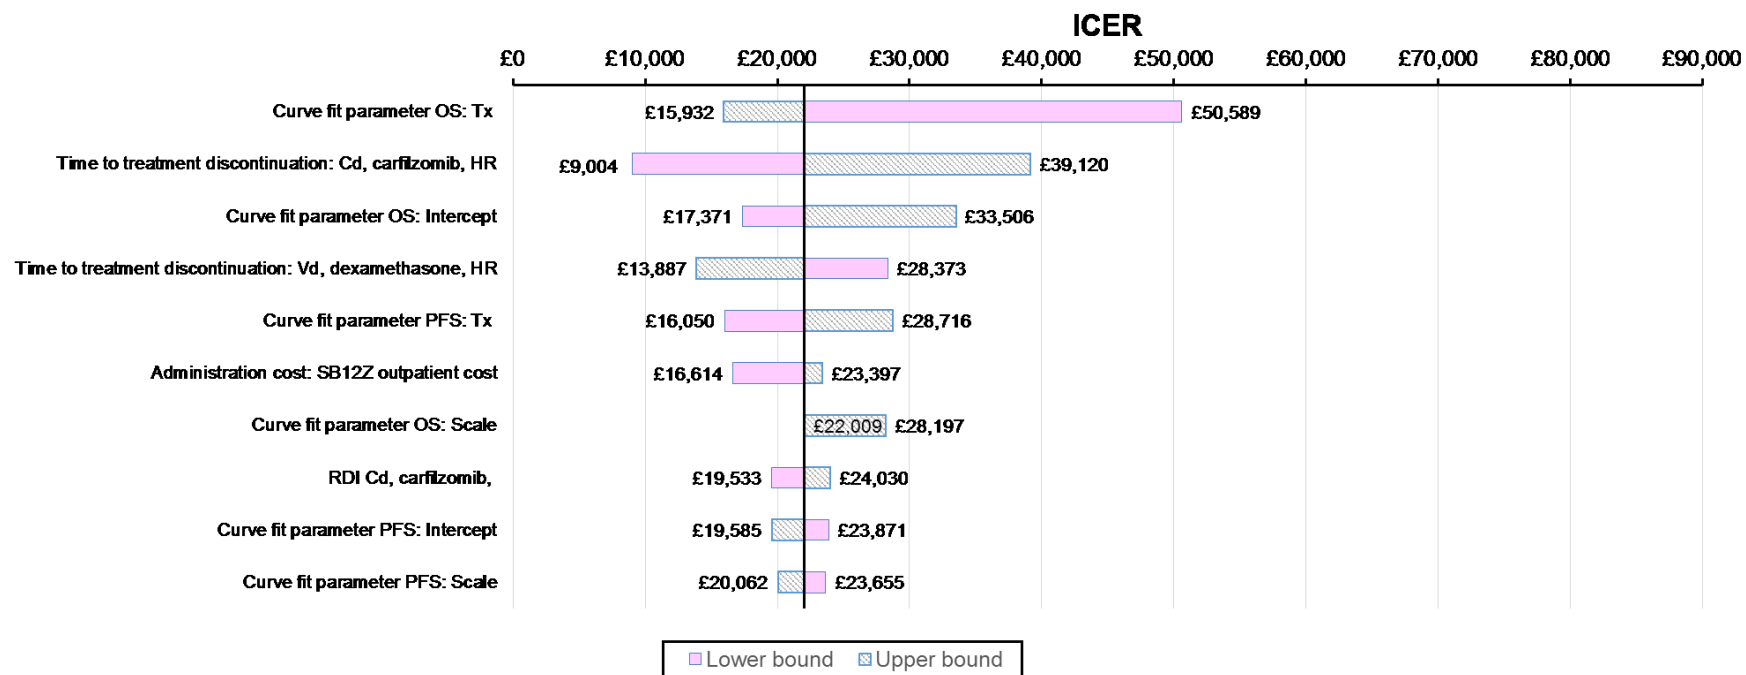 ICER
£0 £10,000 £20,000 £30,000 £40,000 £50,000 £60,000 £70,000 £80,000 £90,000
Curve fit parameter OS: Tx £15,932 £50,589
Time to treatment discontinuation: Cd, carfilzomib, HR £9,004 £39,120
Curve fit parameter OS: Intercept £17,371 £33,506
Time to treatment discontinuation: Vd, dexamethasone, HR £13,887 £28,373
Curve fit parameter PFS: Tx £16,050 £28,716
Administration cost: SB12Z outpatient cost £16,614 £23,397
Curve fit parameter OS: Scale £22,009 £28,197
RDI Cd, carfilzomib, £19,533 £24,030
Curve fit parameter PFS: Intercept £19,585 £23,871
Curve fit parameter PFS: Scale £20,062 £23,655
Lower bound Upper bound